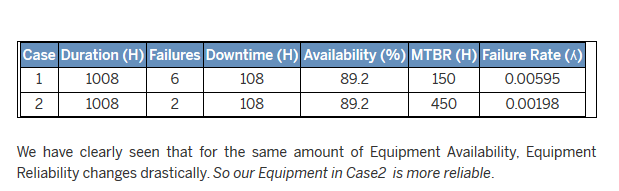 Case Duration (H) Failures Downtime (H) Availability (%) MTBR (H) Failure Rate (⋏)
1 1008 6 108 89.2 150 0.00595
2 1008 2 108 89.2 450 0.00198
We have clearly seen that for the same amount of Equipment Availability, Equipment
Reliability changes drastically. So our Equipment in Case2 is more reliable.